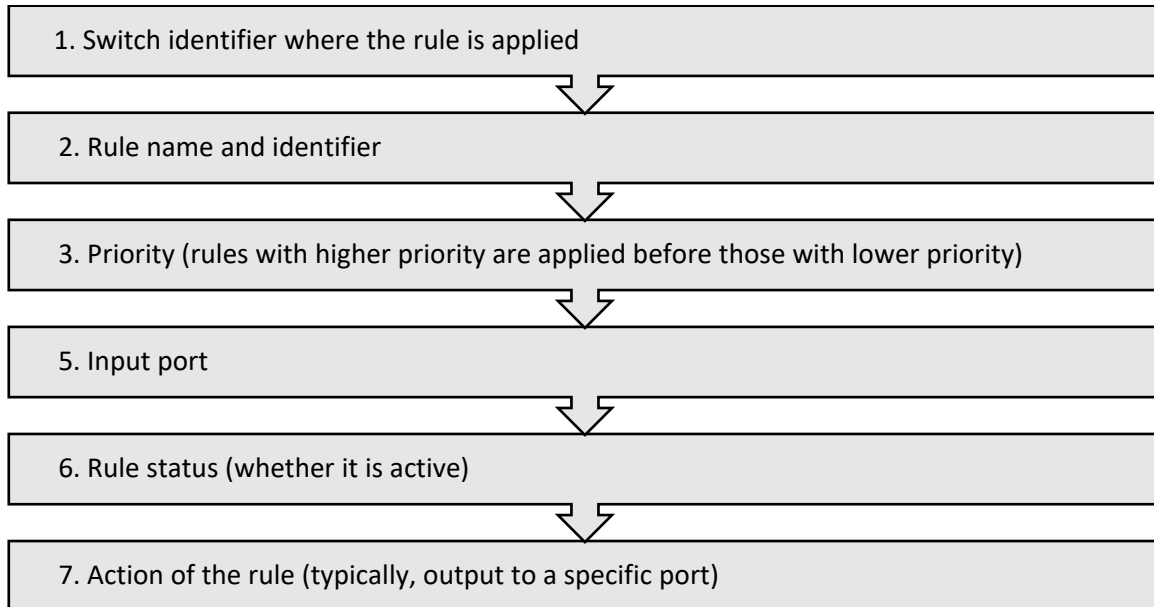 1. Switch identifier where the rule is applied
2. Rule name and identifier
3. Priority (rules with higher priority are applied before those with lower priority)
5. Input port
6. Rule status (whether it is active)
7. Action of the rule (typically, output to a specific port)